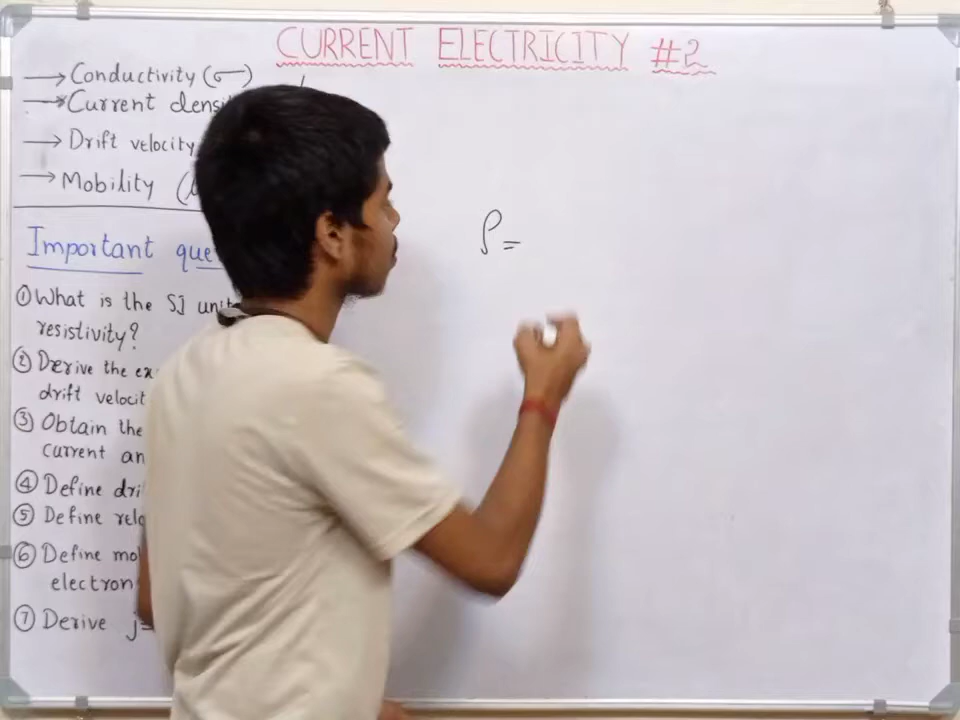 CURRENT ELECTRICITY #2
→ Conductivity (σ)
→ Current densi
→ Drift velocity
→ Mobility (
Important que
① What is the SI unit
resistivity?
② Derive the ex
drift velocit
③ Obtain the
current an
④ Define dri
⑤ Define rela
⑥ Define mo
electron
⑦ Derive j=
ρ=